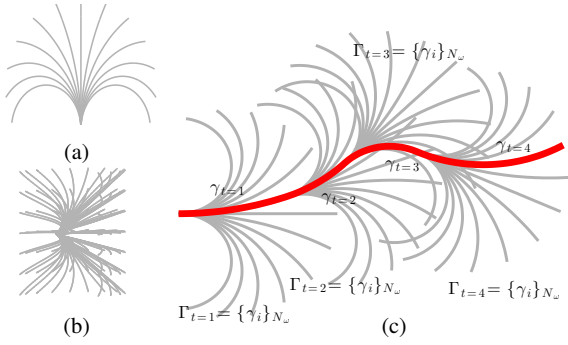 Γ_{t=3} = {γ_i}_{N_ω}
(a)
γ_{t=1}
γ_{t=2}
γ_{t=3}
γ_{t=4}
Γ_{t=1} = {γ_i}_{N_ω}
Γ_{t=2} = {γ_i}_{N_ω}
Γ_{t=4} = {γ_i}_{N_ω}
(b)
(c)